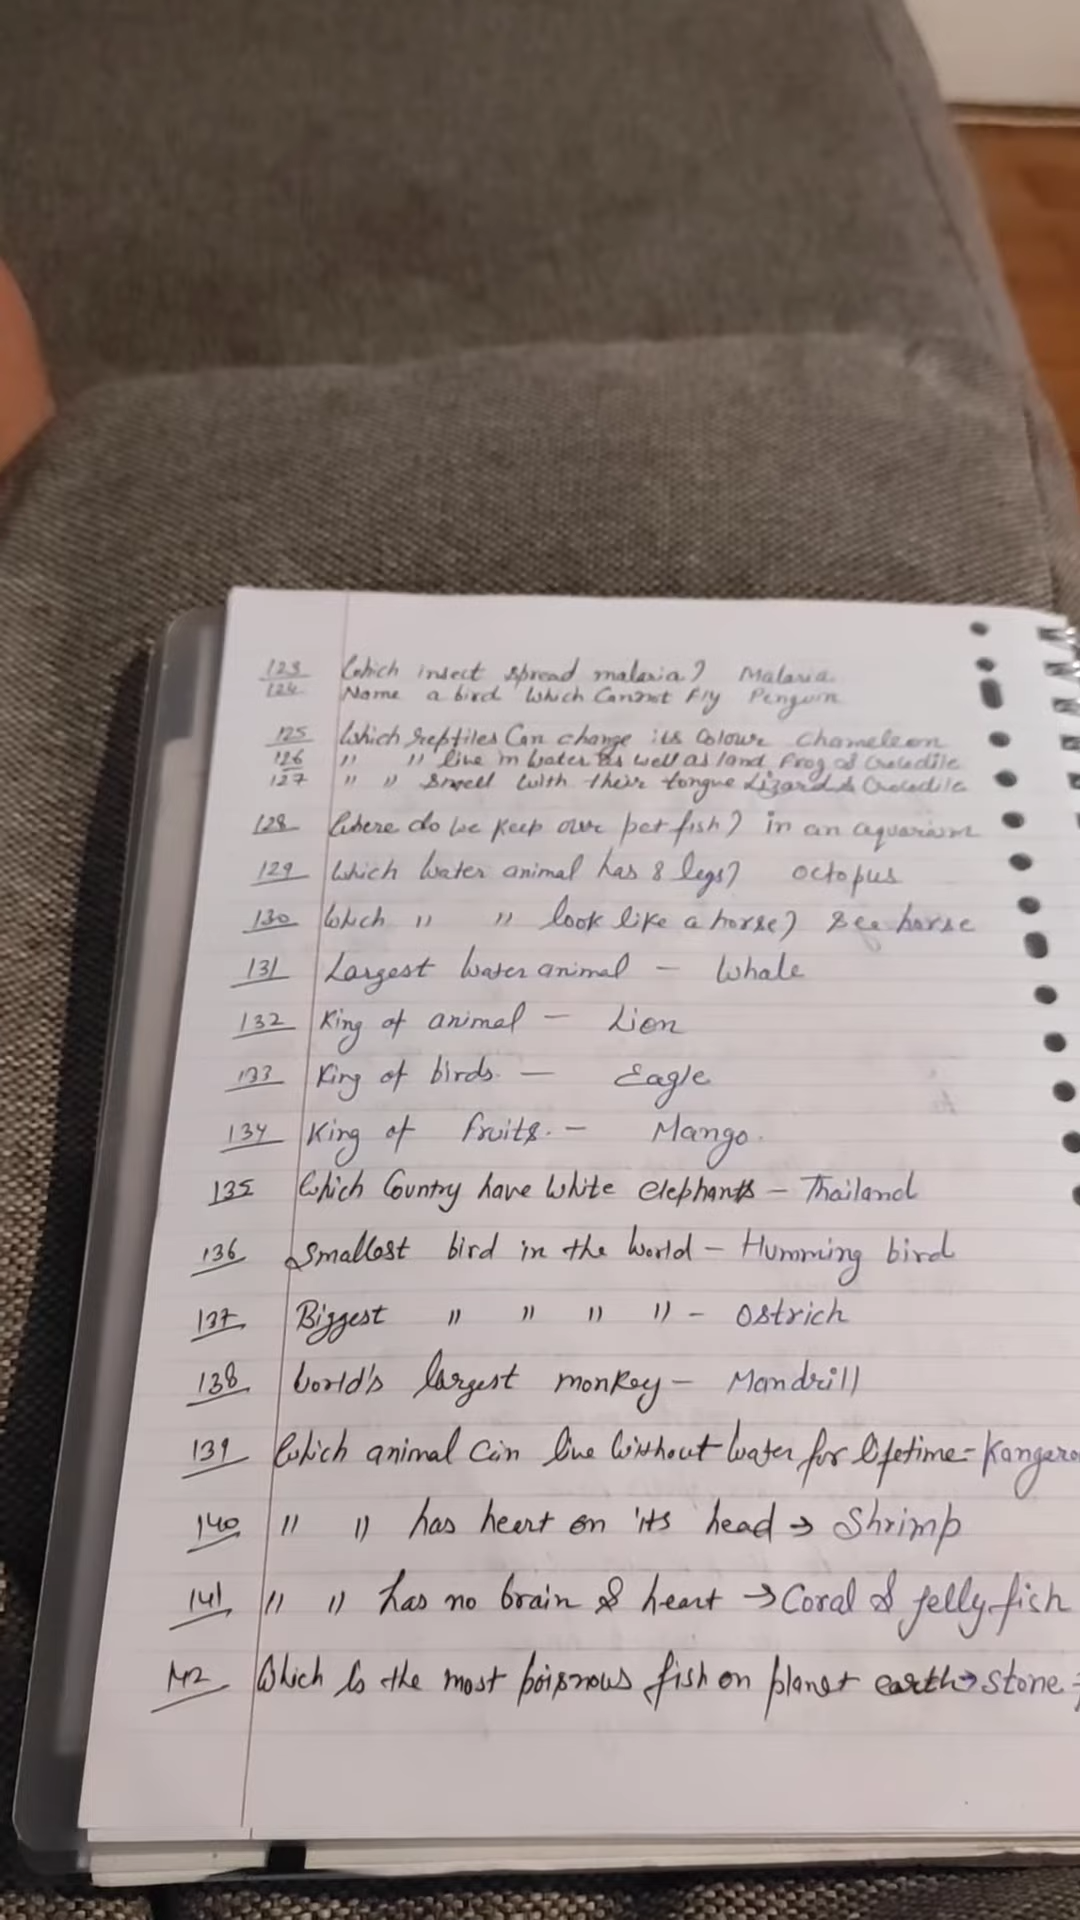 123 Which insect spread malaria? Malaria
124 Name a bird which Cannot Fly Penguin
125 Which reptiles Can change its Colour Chameleon
126 " " live in water as well as land Frog & Crocodile
127 " " Smell with their tongue Lizard & Crocodile
128 Where do we keep our pet fish? in an aquarium
129 Which water animal has 8 legs? octopus
130 Which " " look like a horse? See horse
131 Largest water animal - Whale
132 King of animal - Lion
133 King of birds - Eagle
134 King of fruits. - Mango.
135 Which Country have white elephants - Thailand
136 Smallest bird in the world - Humming bird
137 Biggest " " " " - Ostrich
138 World's largest monkey - Mandrill
139 Which animal Can live without water for lifetime - Kangaroo
140 " " has heart on its head → Shrimp
141 " " has no brain & heart → Coral & jelly fish
142 Which is the most poisnous fish on planet earth → stone